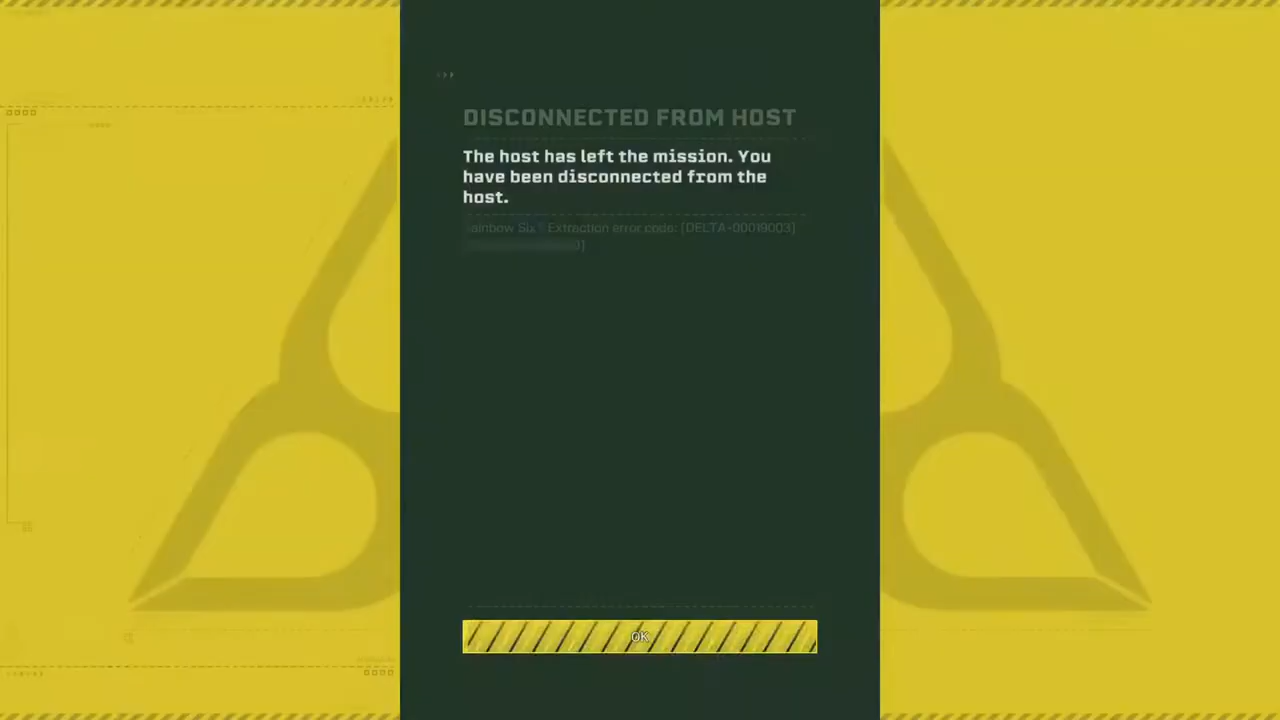 DISCONNECTED FROM HOST
The host has left the mission. You
have been disconnected from the
host.
Six® Extraction error code: [DELTA-00019003]
OK